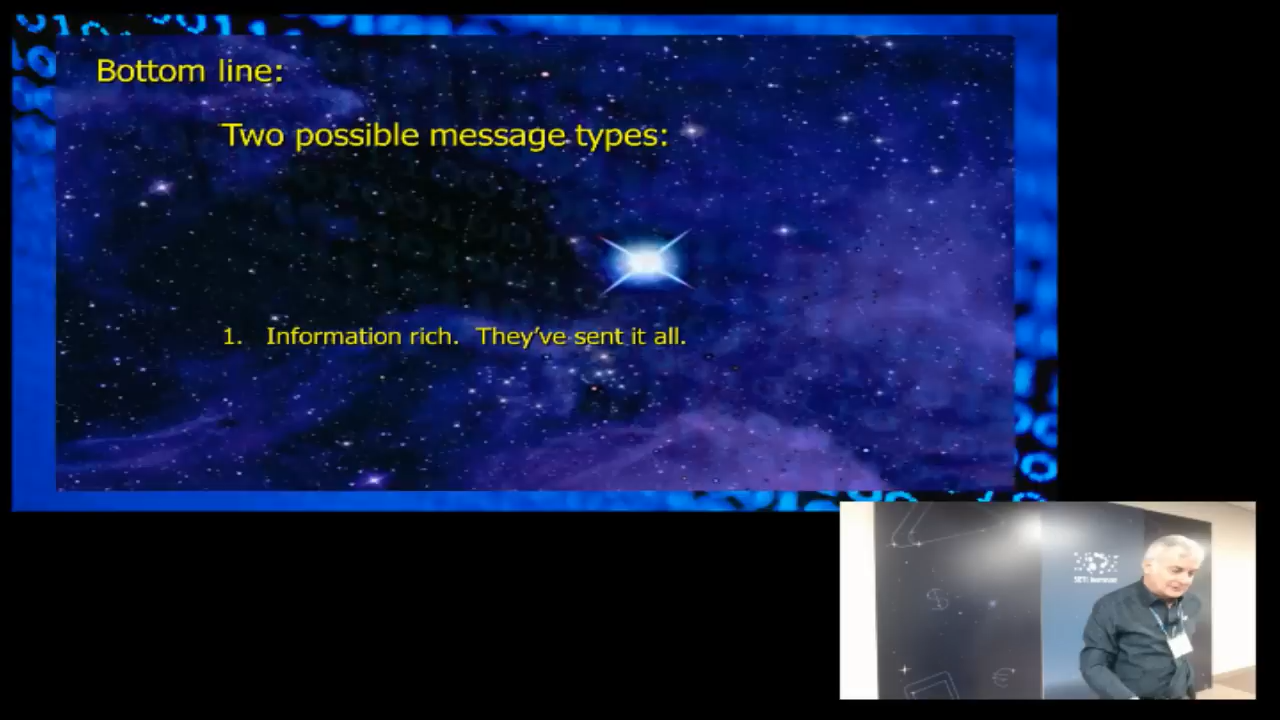 Bottom line:
Two possible message types:
1. Information rich. They've sent it all.